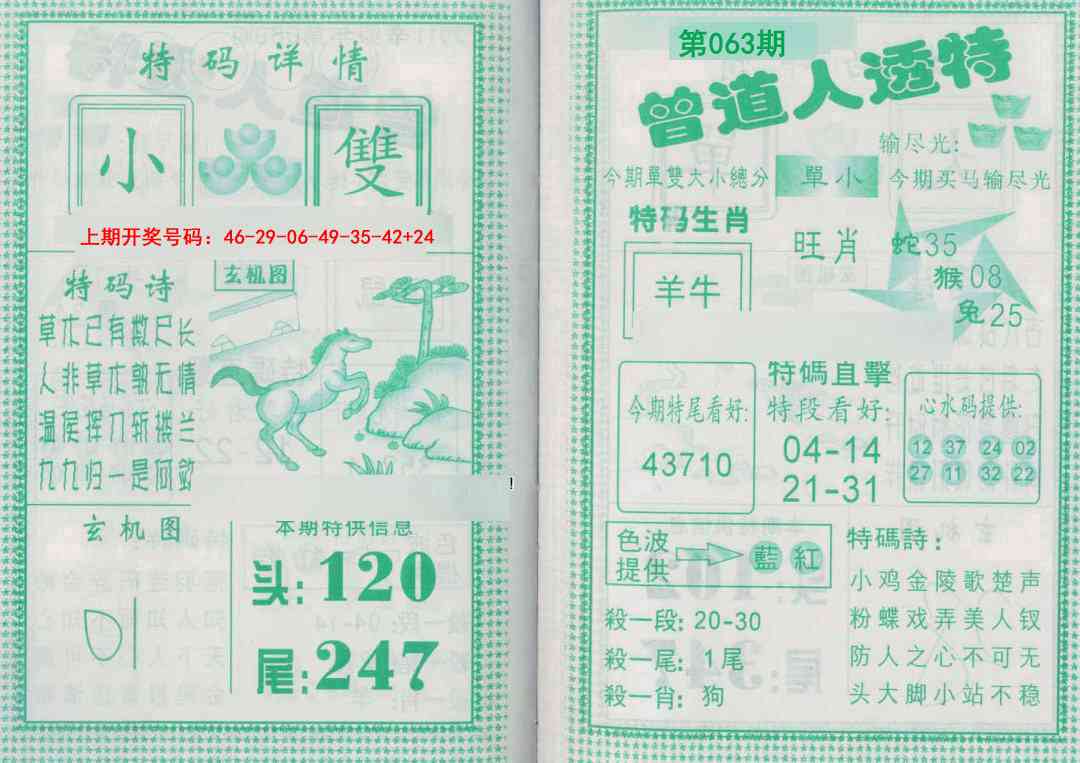 特码详情
小
雙
上期开奖号码：46-29-06-49-35-42+24
特码诗
草木已有数尺长
人非草木孰无情
温侯挥刀斩楼兰
九九归一是阿
!
玄机图
玄机图
本期特供信息
头:120
尾:247
第063期
曾道人透特
输尽光:
今期單雙大小總分
單小
今期买马输尽光
特码生肖
羊牛
旺肖
蛇35
猴08
兔25
今期特尾看好:
43710
特碼直擊
特段看好:
04-14
21-31
心水码提供:
12 37 24 02
27 11 32 22
色波
提供
藍 紅
殺一段: 20-30
殺一尾: 1尾
殺一肖: 狗
特碼詩:
小鸡金陵歌楚声
粉蝶戏弄美人钗
防人之心不可无
头大脚小站不稳